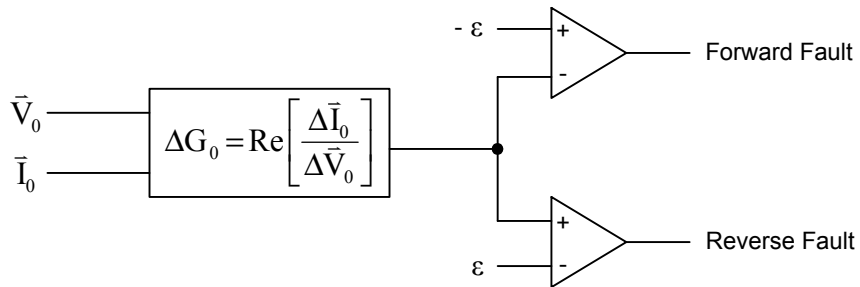 - ε
+
-
Forward Fault
V⃗₀
I⃗₀
ΔG₀ = Re[ΔI⃗₀ / ΔV⃗₀]
+
-
ε
Reverse Fault